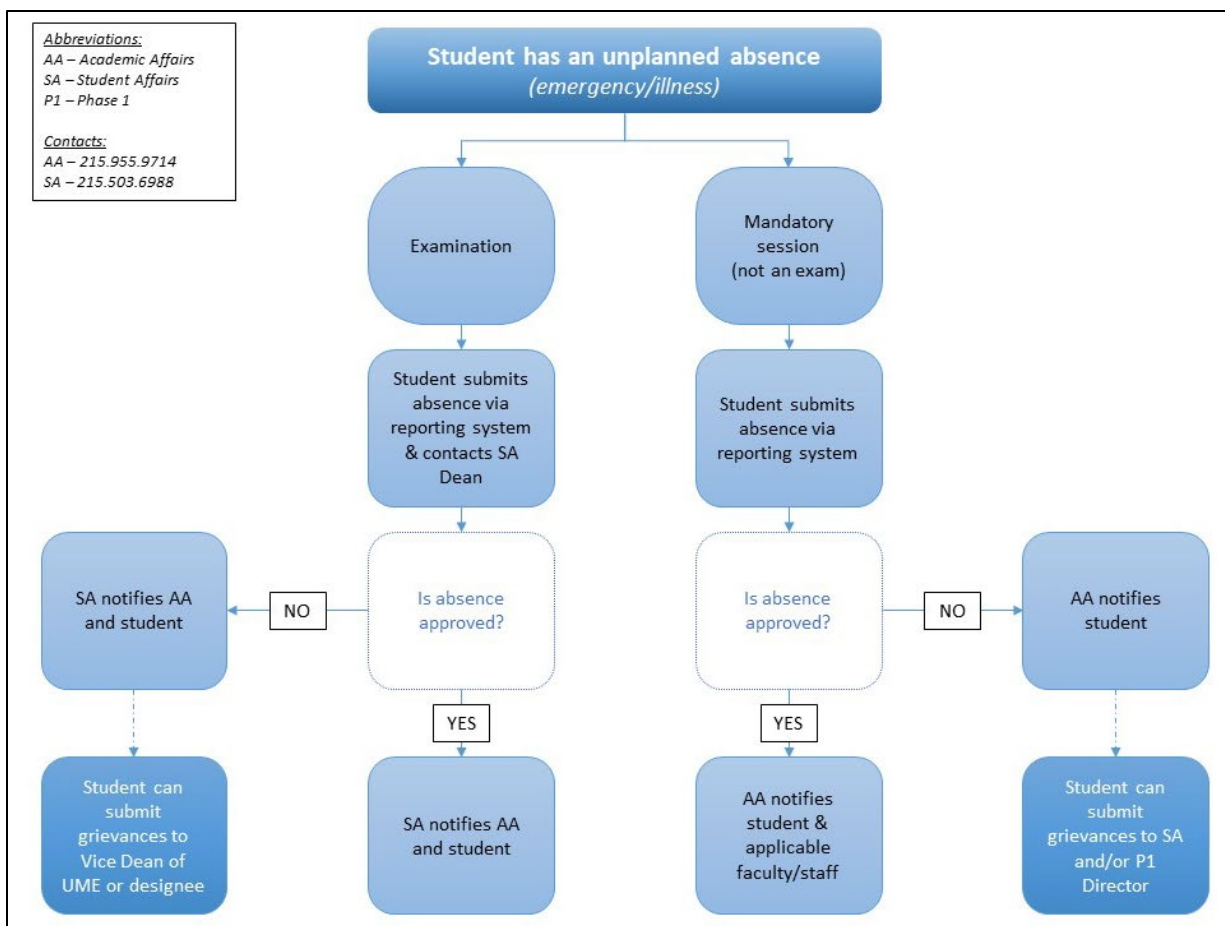 Abbreviations:
AA – Academic Affairs
SA – Student Affairs
P1 – Phase 1
Contacts:
AA – 215.955.9714
SA – 215.503.6988
Student has an unplanned absence
(emergency/illness)
Examination
Mandatory
session
(not an exam)
Student submits
absence via
reporting system
& contacts SA
Dean
Student submits
absence via
reporting system
SA notifies AA
and student
NO
Is absence
approved?
Is absence
approved?
NO
AA notifies
student
YES
YES
Student can
submit
grievances to
Vice Dean of
UME or designee
SA notifies AA
and student
AA notifies
student &
applicable
faculty/staff
Student can
submit
grievances to SA
and/or P1
Director